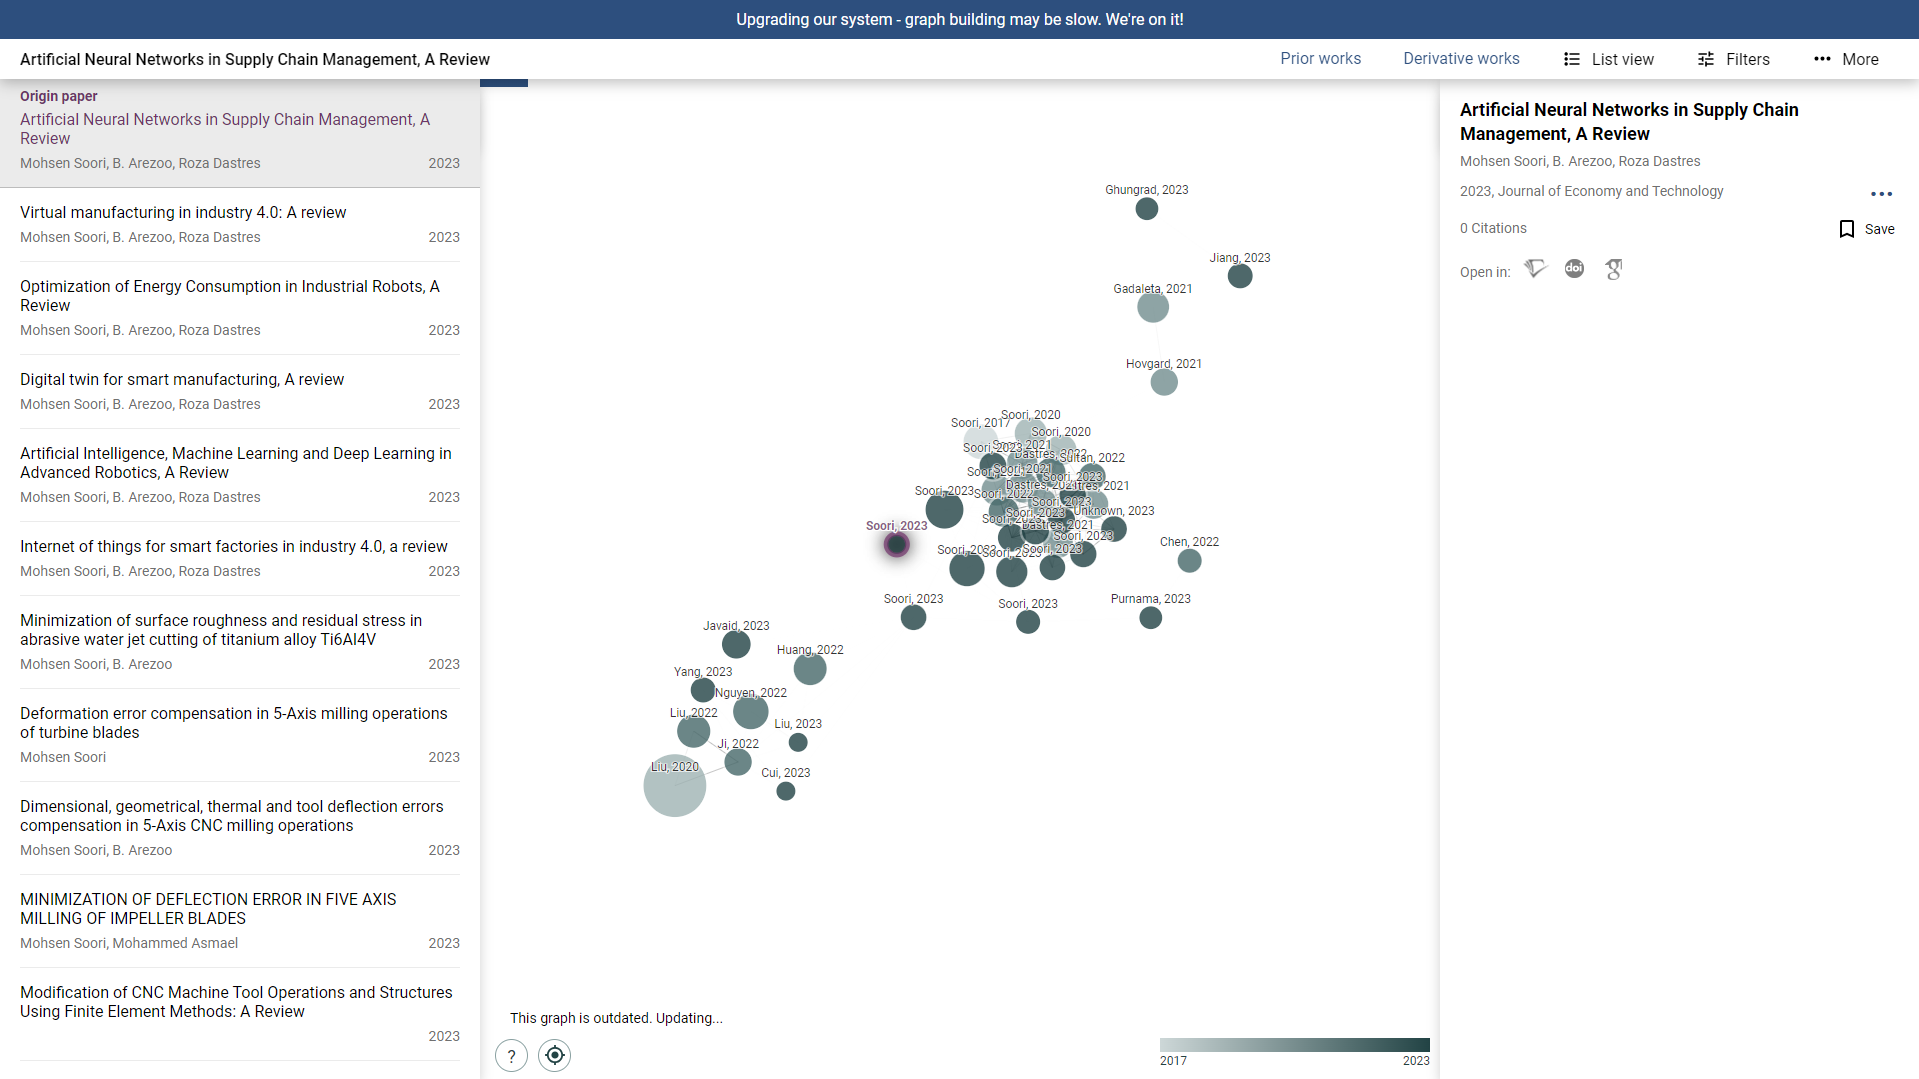 Upgrading our system - graph building may be slow. We're on it!
Artificial Neural Networks in Supply Chain Management, A Review
Prior works
Derivative works
List view
Filters
More
Origin paper
Artificial Neural Networks in Supply Chain Management, A
Review
Mohsen Soori, B. Arezoo, Roza Dastres
2023
Virtual manufacturing in industry 4.0: A review
Mohsen Soori, B. Arezoo, Roza Dastres
2023
Optimization of Energy Consumption in Industrial Robots, A
Review
Mohsen Soori, B. Arezoo, Roza Dastres
2023
Digital twin for smart manufacturing, A review
Mohsen Soori, B. Arezoo, Roza Dastres
2023
Artificial Intelligence, Machine Learning and Deep Learning in
Advanced Robotics, A Review
Mohsen Soori, B. Arezoo, Roza Dastres
2023
Internet of things for smart factories in industry 4.0, a review
Mohsen Soori, B. Arezoo, Roza Dastres
2023
Minimization of surface roughness and residual stress in
abrasive water jet cutting of titanium alloy Ti6Al4V
Mohsen Soori, B. Arezoo
2023
Deformation error compensation in 5-Axis milling operations
of turbine blades
Mohsen Soori
2023
Dimensional, geometrical, thermal and tool deflection errors
compensation in 5-Axis CNC milling operations
Mohsen Soori, B. Arezoo
2023
MINIMIZATION OF DEFLECTION ERROR IN FIVE AXIS
MILLING OF IMPELLER BLADES
Mohsen Soori, Mohammed Asmael
2023
Modification of CNC Machine Tool Operations and Structures
Using Finite Element Methods: A Review
2023
Ghungrad, 2023
Jiang, 2023
Gadaleta, 2021
Hovgard, 2021
Soori, 2020
Soori, 2017
Soori, 2020
Soori, 2023
Soori, 2021
Dastres, 2022
Sultan, 2022
Soori, 2021
Soori, 2023
Dastres, 2021
Soori, 2023
Soori, 2022
Soori, 2023
Soori, 2023
Unknown, 2023
Soori, 2023
Dastres, 2021
Soori, 2023
Soori, 2023
Chen, 2022
Soori, 2023
Soori, 2023
Soori, 2023
Soori, 2023
Soori, 2023
Purnama, 2023
Javaid, 2023
Huang, 2022
Yang, 2023
Nguyen, 2022
Liu, 2022
Liu, 2023
Ji, 2022
Liu, 2020
Cui, 2023
This graph is outdated. Updating...
?
2017
2023
Artificial Neural Networks in Supply Chain
Management, A Review
Mohsen Soori, B. Arezoo, Roza Dastres
2023, Journal of Economy and Technology
0 Citations
Save
Open in:
doi